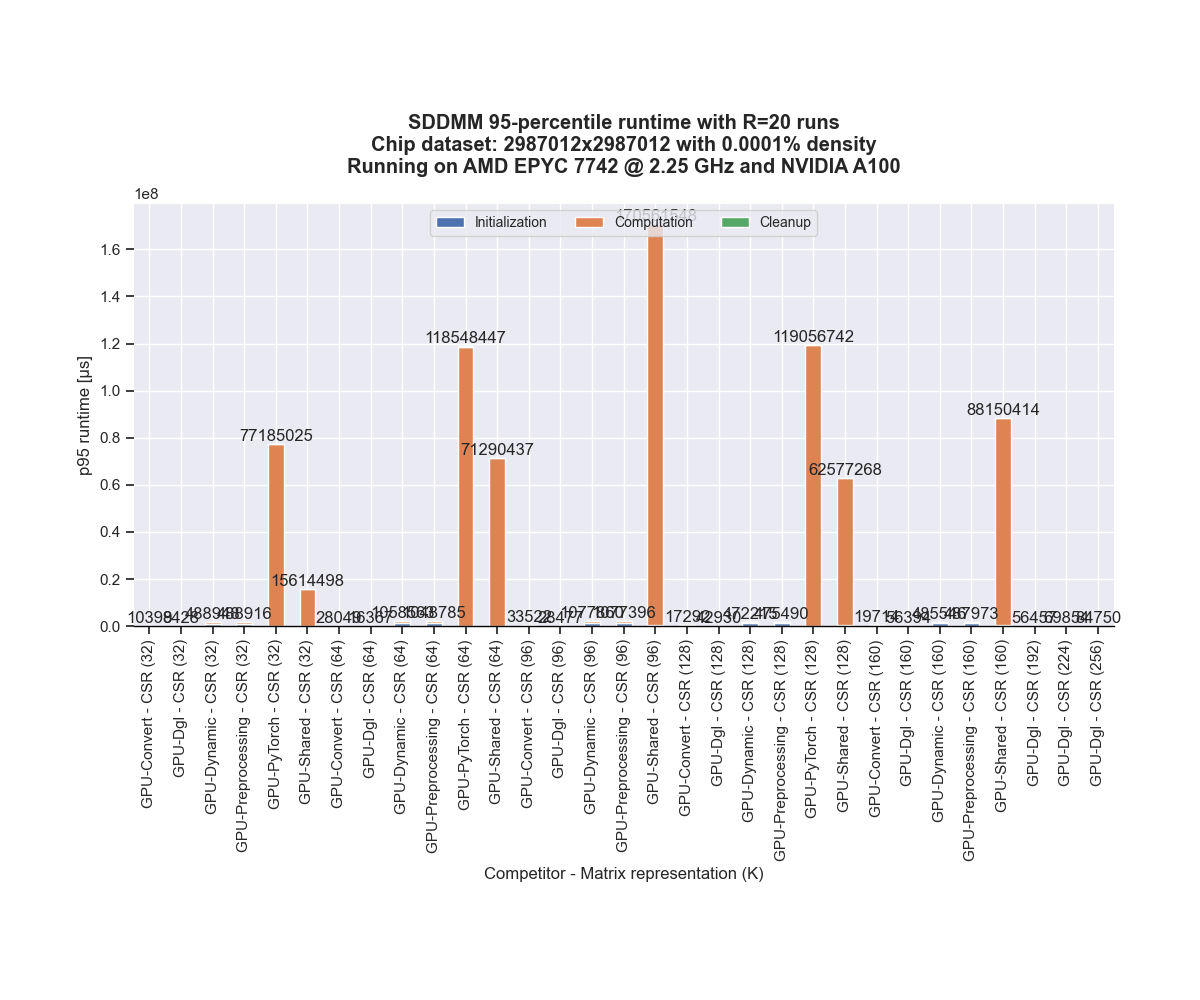 SDDMM 95-percentile runtime with R=20 runs
Chip dataset: 2987012x2987012 with 0.0001% density
Running on AMD EPYC 7742 @ 2.25 GHz and NVIDIA A100
1e8
170561548
Initialization
Computation
Cleanup
1.6
1.4
1.2
1.0
0.8
0.6
0.4
0.2
0.0
p95 runtime [µs]
118548447
119056742
88150414
77185025
71290437
62577268
15614498
488916
1077396
475490
42930
64750
GPU-Convert - CSR (32)
GPU-Dgl - CSR (32)
GPU-Dynamic - CSR (32)
GPU-Preprocessing - CSR (32)
GPU-PyTorch - CSR (32)
GPU-Shared - CSR (32)
GPU-Convert - CSR (64)
GPU-Dgl - CSR (64)
GPU-Dynamic - CSR (64)
GPU-Preprocessing - CSR (64)
GPU-PyTorch - CSR (64)
GPU-Shared - CSR (64)
GPU-Convert - CSR (96)
GPU-Dgl - CSR (96)
GPU-Dynamic - CSR (96)
GPU-Preprocessing - CSR (96)
GPU-Shared - CSR (96)
GPU-Convert - CSR (128)
GPU-Dgl - CSR (128)
GPU-Dynamic - CSR (128)
GPU-Preprocessing - CSR (128)
GPU-PyTorch - CSR (128)
GPU-Shared - CSR (128)
GPU-Convert - CSR (160)
GPU-Dgl - CSR (160)
GPU-Dynamic - CSR (160)
GPU-Preprocessing - CSR (160)
GPU-Shared - CSR (160)
GPU-Dgl - CSR (192)
GPU-Dgl - CSR (224)
GPU-Dgl - CSR (256)
Competitor - Matrix representation (K)